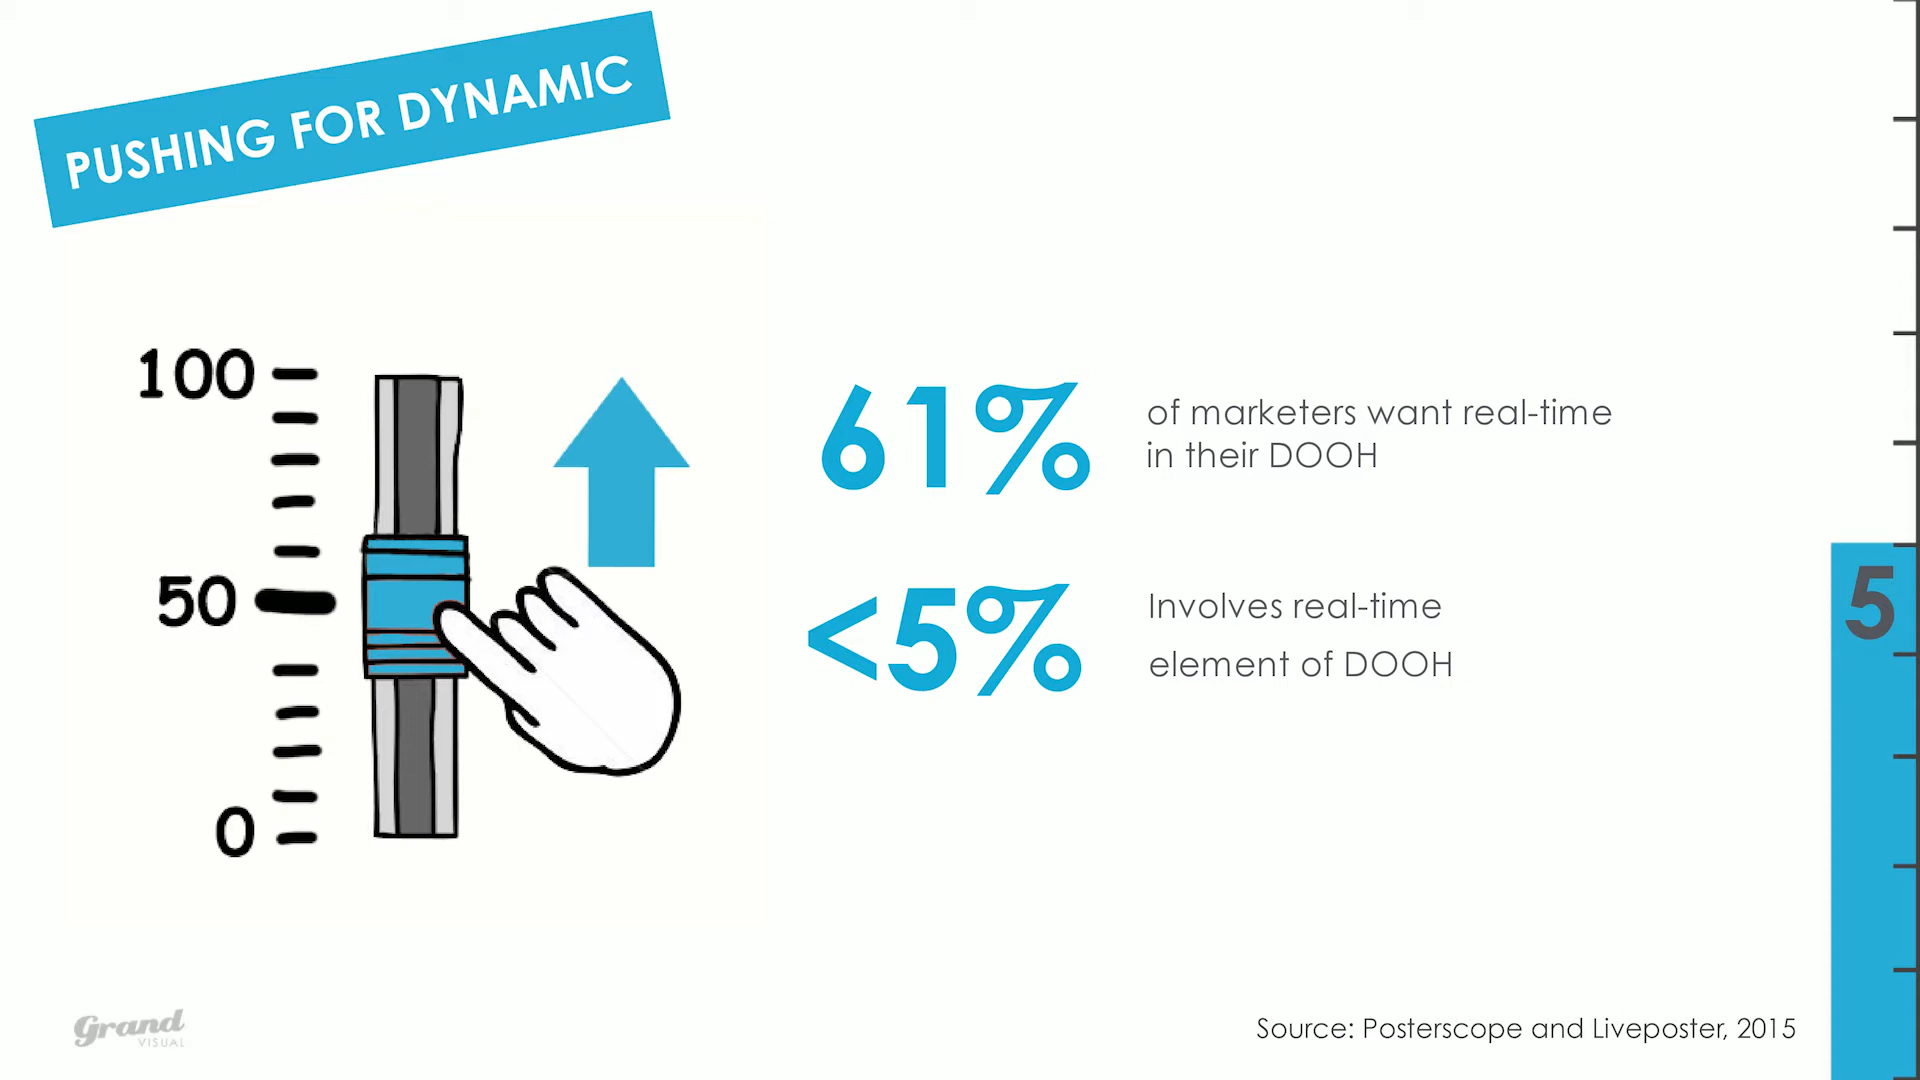 PUSHING FOR DYNAMIC
100
50
0
61%
of marketers want real-time
in their DOOH
<5%
Involves real-time
element of DOOH
5
Grand
VISUAL
Source: Posterscope and Liveposter, 2015